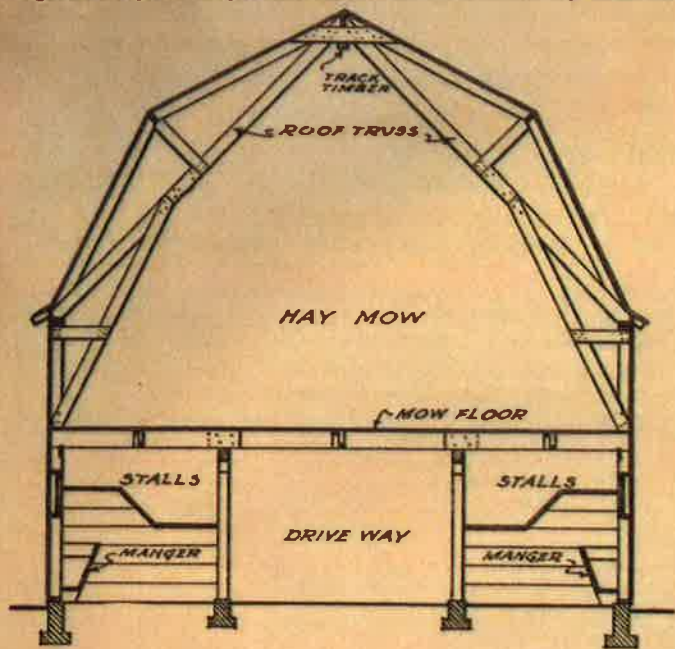 TRACK
TIMBER
ROOF TRUSS
HAY MOW
MOW FLOOR
STALLS
STALLS
DRIVE WAY
MANGER
MANGER